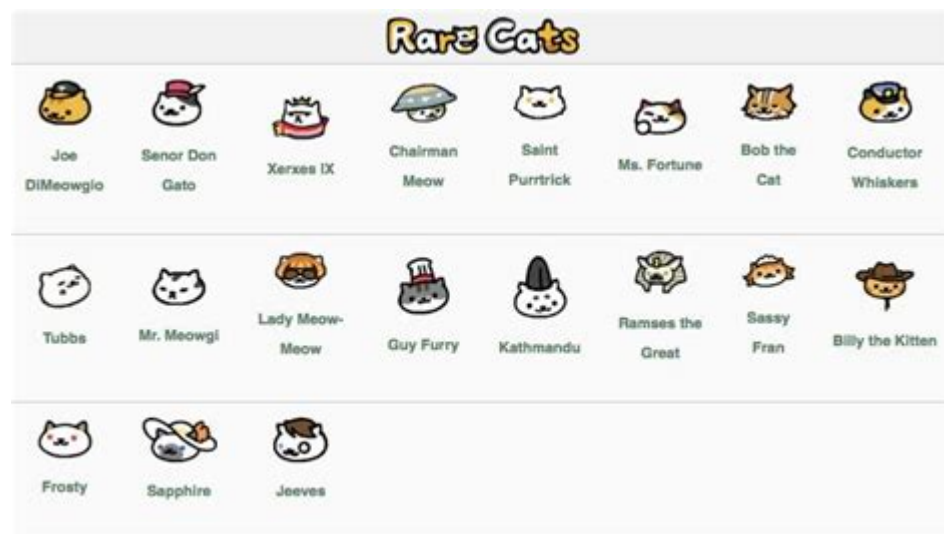 Rare Cats
Joe DiMeowgio
Senor Don Gato
Xerxes IX
Chairman Meow
Saint Purrtrick
Ms. Fortune
Bob the Cat
Conductor Whiskers
Tubbs
Mr. Meowgi
Lady Meow-Meow
Guy Furry
Kathmandu
Ramses the Great
Sassy Fran
Billy the Kitten
Frosty
Sapphire
Jeeves